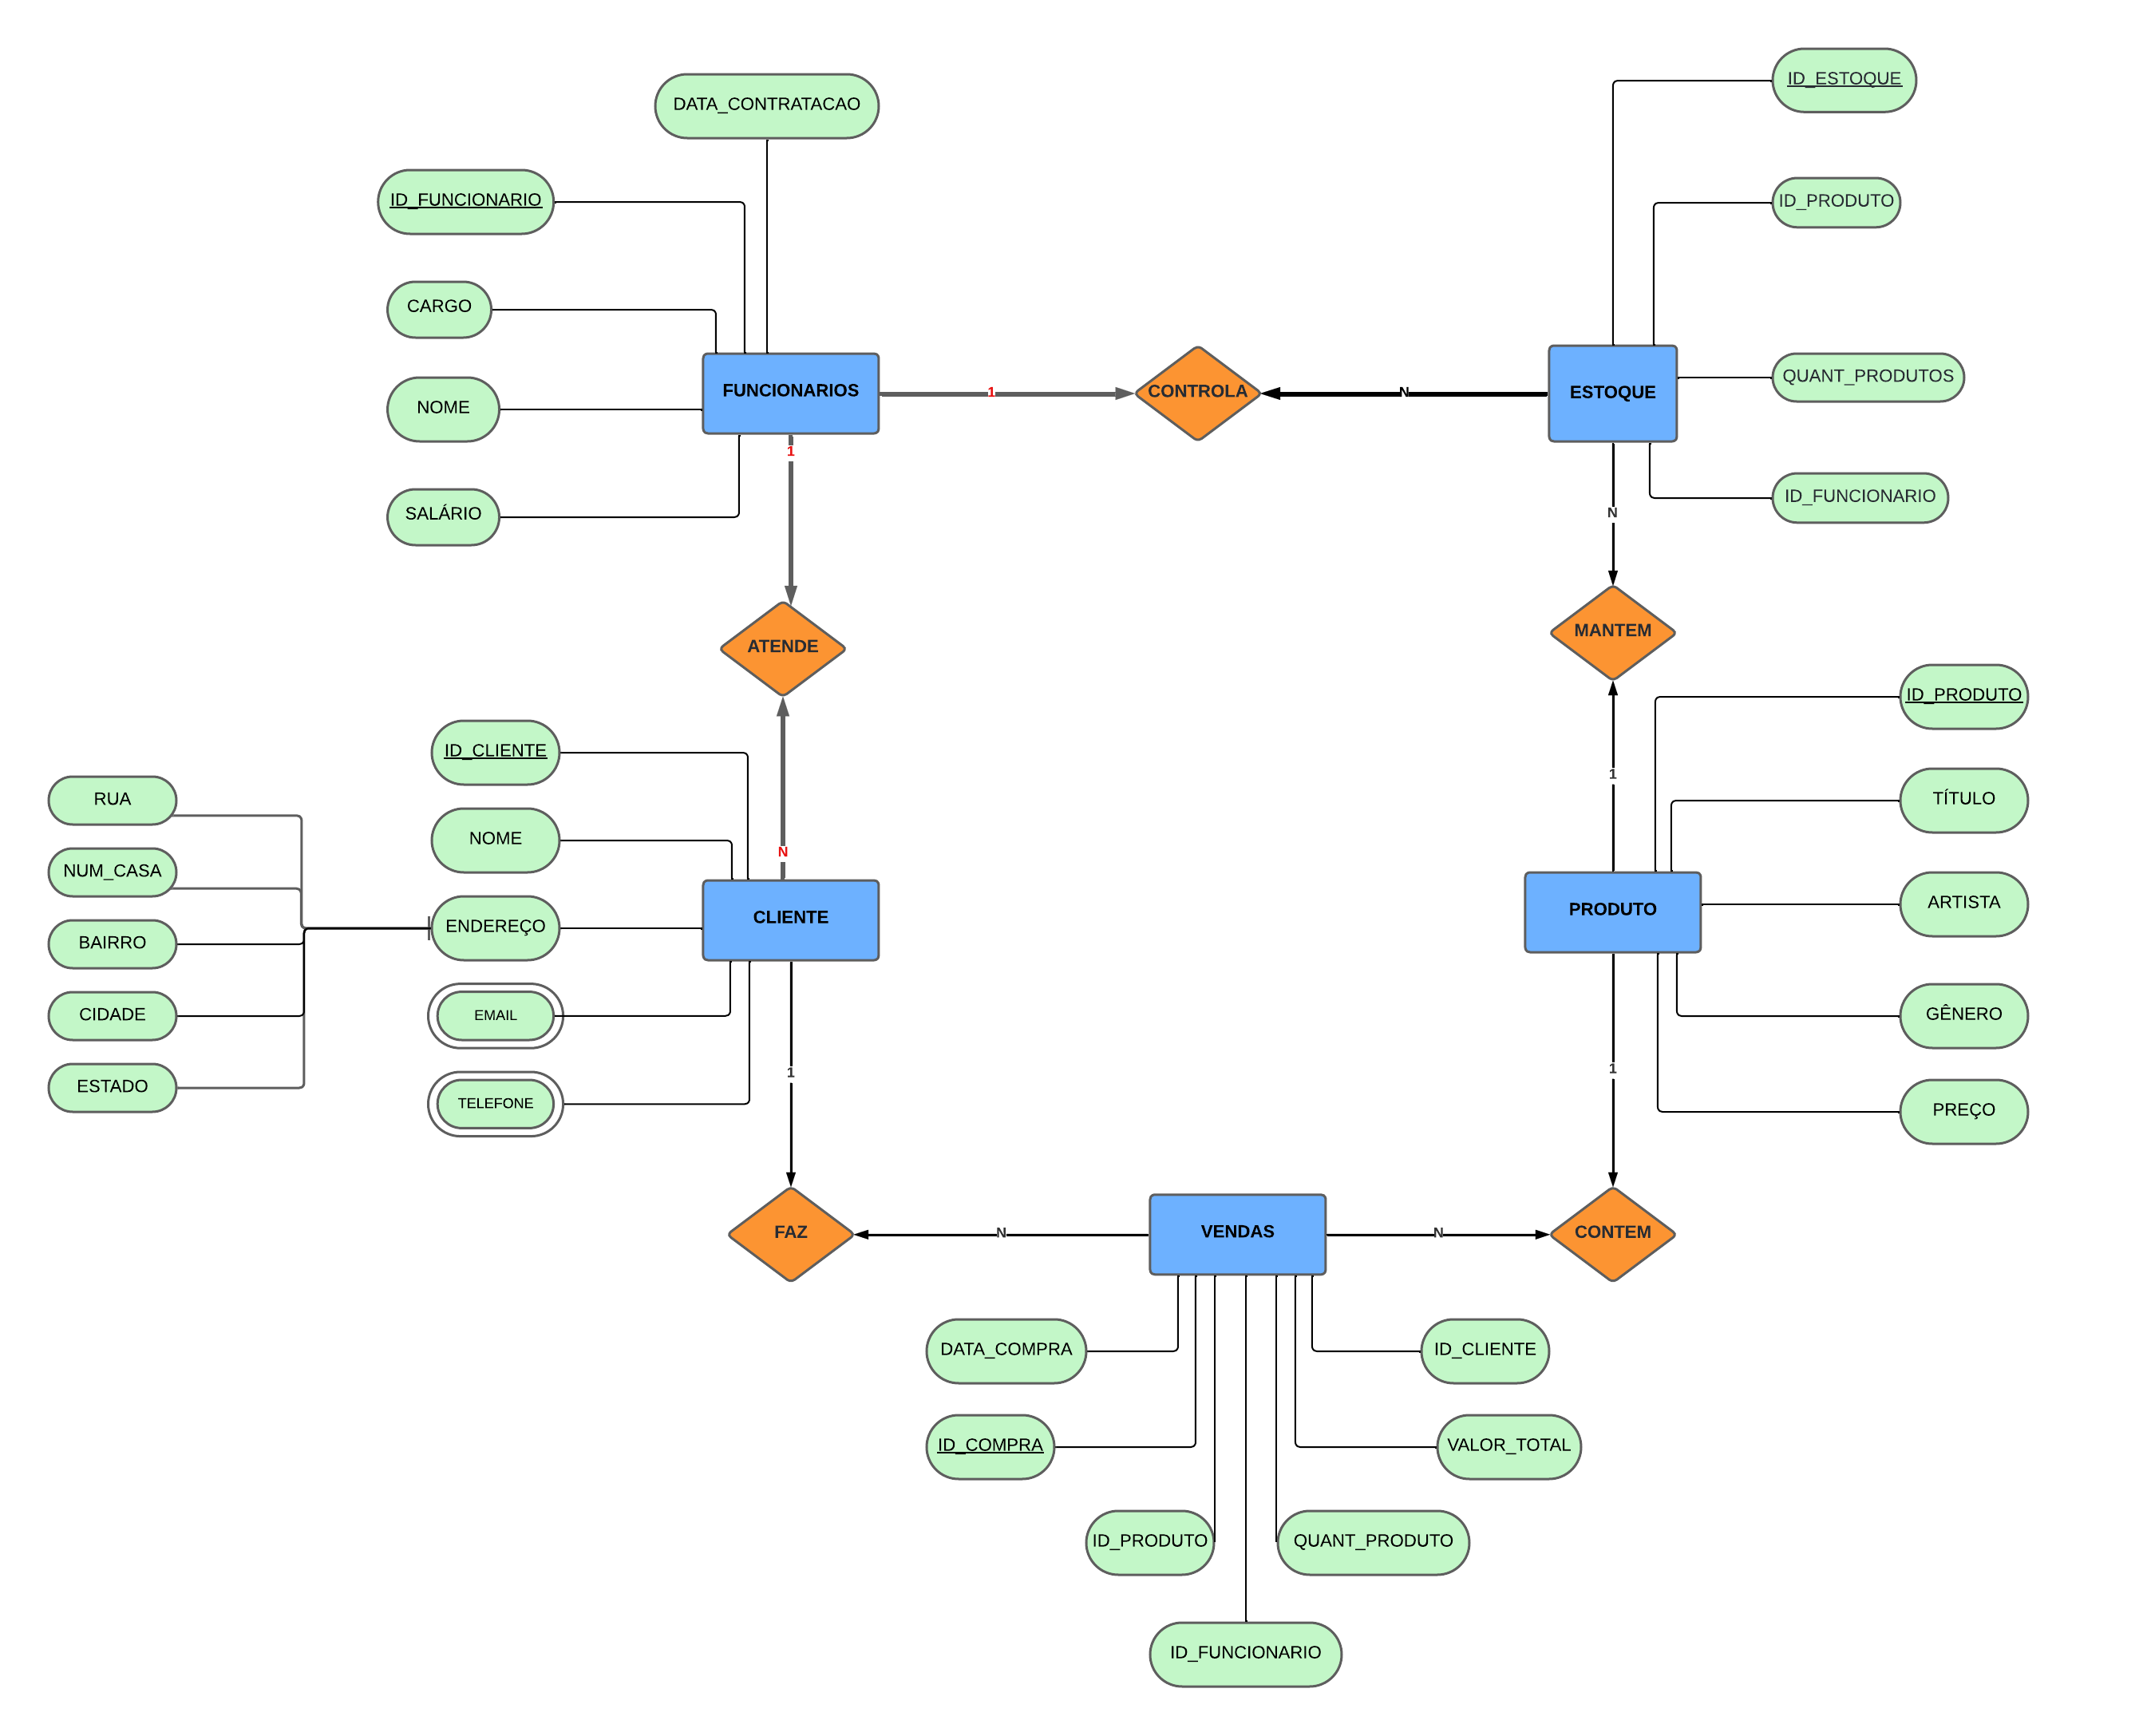 DATA_CONTRATACAO
ID_FUNCIONARIO
CARGO
NOME
SALÁRIO
FUNCIONARIOS
1
CONTROLA
N
ESTOQUE
ID_ESTOQUE
ID_PRODUTO
QUANT_PRODUTOS
ID_FUNCIONARIO
1
ATENDE
N
N
MANTEM
1
ID_CLIENTE
NOME
ENDEREÇO
EMAIL
TELEFONE
RUA
NUM_CASA
BAIRRO
CIDADE
ESTADO
CLIENTE
1
FAZ
N
VENDAS
N
CONTEM
1
PRODUTO
ID_PRODUTO
TÍTULO
ARTISTA
GÊNERO
PREÇO
DATA_COMPRA
ID_COMPRA
ID_PRODUTO
ID_FUNCIONARIO
QUANT_PRODUTO
VALOR_TOTAL
ID_CLIENTE